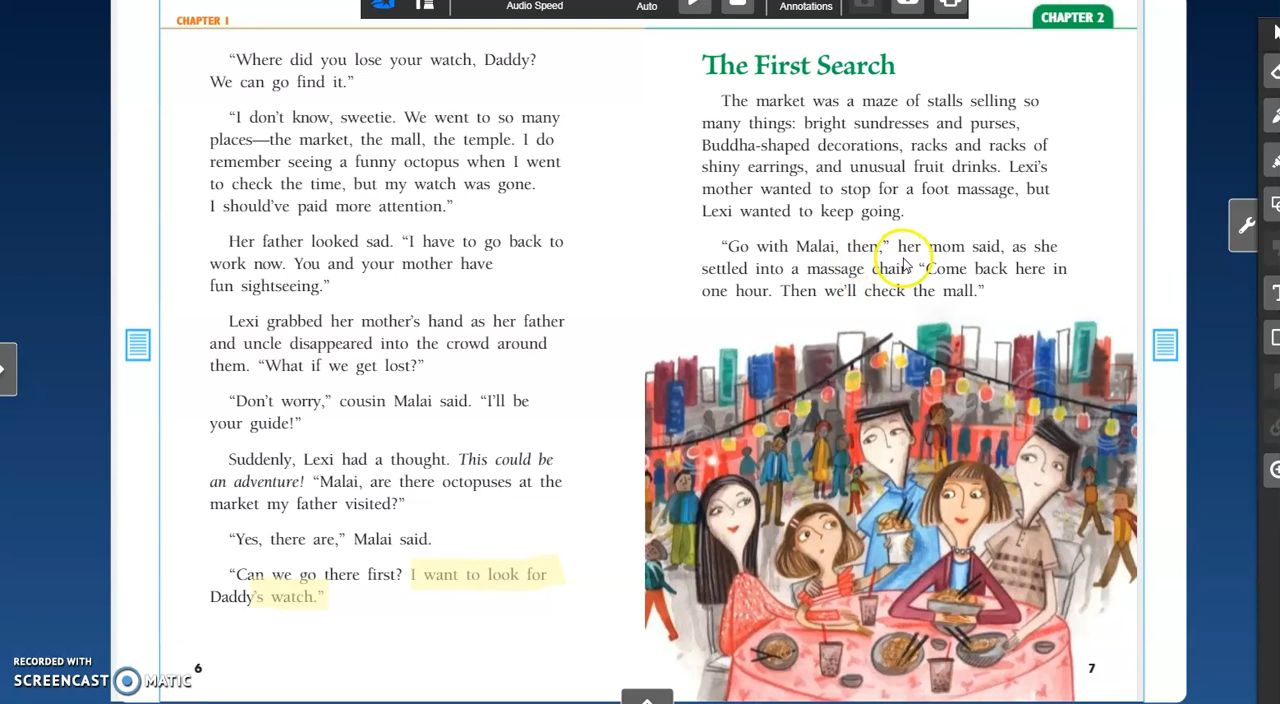 Audio Speed
Auto
Annotations
CHAPTER 1
“Where did you lose your watch, Daddy?
We can go find it.”
“I don’t know, sweetie. We went to so many
places—the market, the mall, the temple. I do
remember seeing a funny octopus when I went
to check the time, but my watch was gone.
I should’ve paid more attention.”
Her father looked sad. “I have to go back to
work now. You and your mother have
fun sightseeing.”
Lexi grabbed her mother’s hand as her father
and uncle disappeared into the crowd around
them. “What if we get lost?”
“Don’t worry,” cousin Malai said. “I’ll be
your guide!”
Suddenly, Lexi had a thought. This could be
an adventure! “Malai, are there octopuses at the
market my father visited?”
“Yes, there are,” Malai said.
“Can we go there first? I want to look for
Daddy’s watch.”
6
CHAPTER 2
The First Search
The market was a maze of stalls selling so
many things: bright sundresses and purses,
Buddha-shaped decorations, racks and racks of
shiny earrings, and unusual fruit drinks. Lexi’s
mother wanted to stop for a foot massage, but
Lexi wanted to keep going.
“Go with Malai, then,” her mom said, as she
settled into a massage chair. “Come back here in
one hour. Then we’ll check the mall.”
7
RECORDED WITH
SCREENCAST MATIC